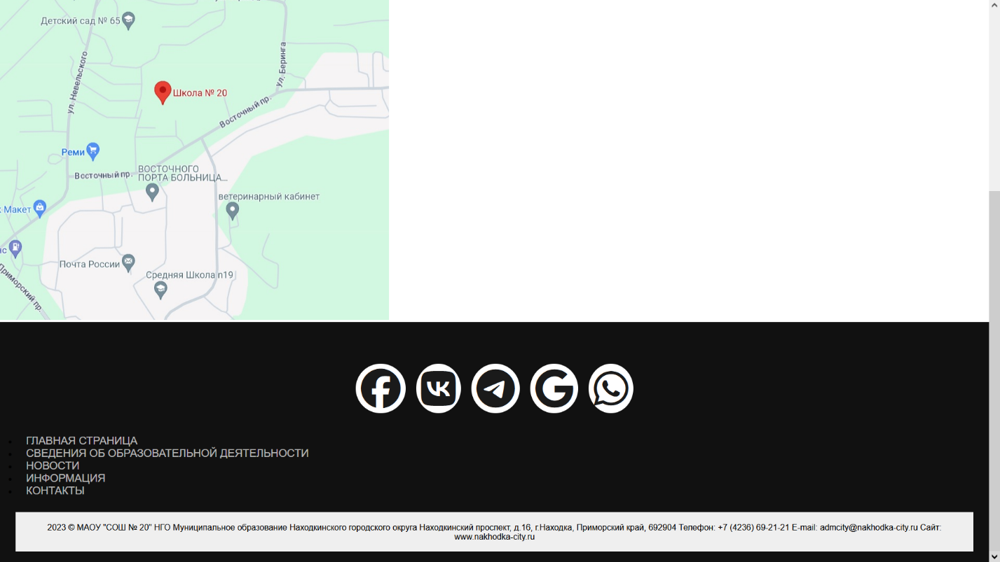 Детский сад № 65
ул. Невельского
ул. Беринга
Школа № 20
Восточный пр.
Реми
Восточный пр.
ВОСТОЧНОГО
ПОРТА БОЛЬНИЦА...
ветеринарный кабинет
Макет
Почта России
Средняя Школа n19
Приморский пр.
ГЛАВНАЯ СТРАНИЦА
СВЕДЕНИЯ ОБ ОБРАЗОВАТЕЛЬНОЙ ДЕЯТЕЛЬНОСТИ
НОВОСТИ
ИНФОРМАЦИЯ
КОНТАКТЫ
2023 © МАОУ "СОШ № 20" НГО Муниципальное образование Находкинского городского округа Находкинский проспект, д.16, г.Находка, Приморский край, 692904 Телефон: +7 (4236) 69-21-21 E-mail: admcity@nakhodka-city.ru Сайт:
www.nakhodka-city.ru